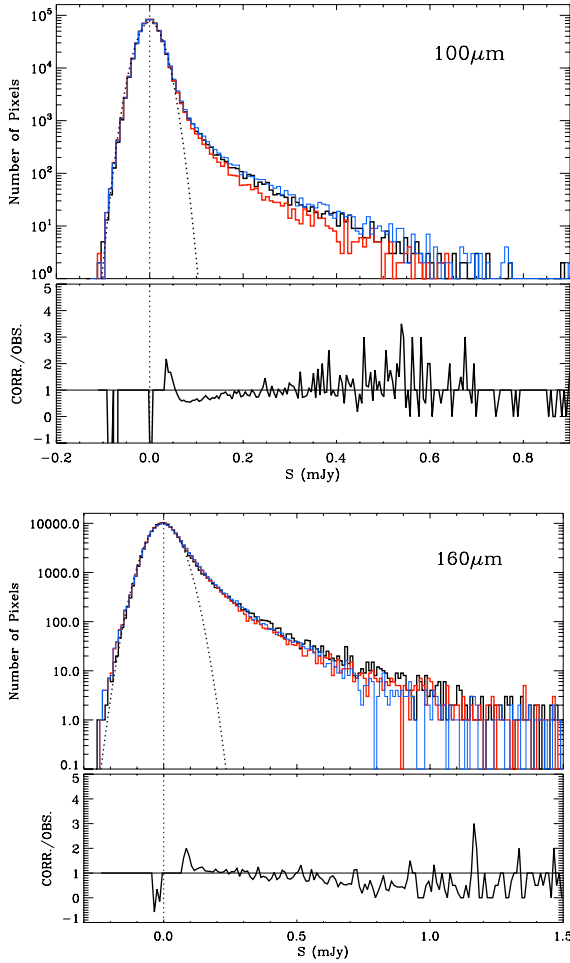 10⁵
10⁴
10³
10²
10¹
10⁰
Number of Pixels
100μm
5
4
3
2
1
0
−1
CORR./OBS.
−0.2 0.0 0.2 0.4 0.6 0.8
S (mJy)
10000.0
1000.0
100.0
10.0
1.0
0.1
Number of Pixels
160μm
5
4
3
2
1
0
−1
CORR./OBS.
0.0 0.5 1.0 1.5
S (mJy)